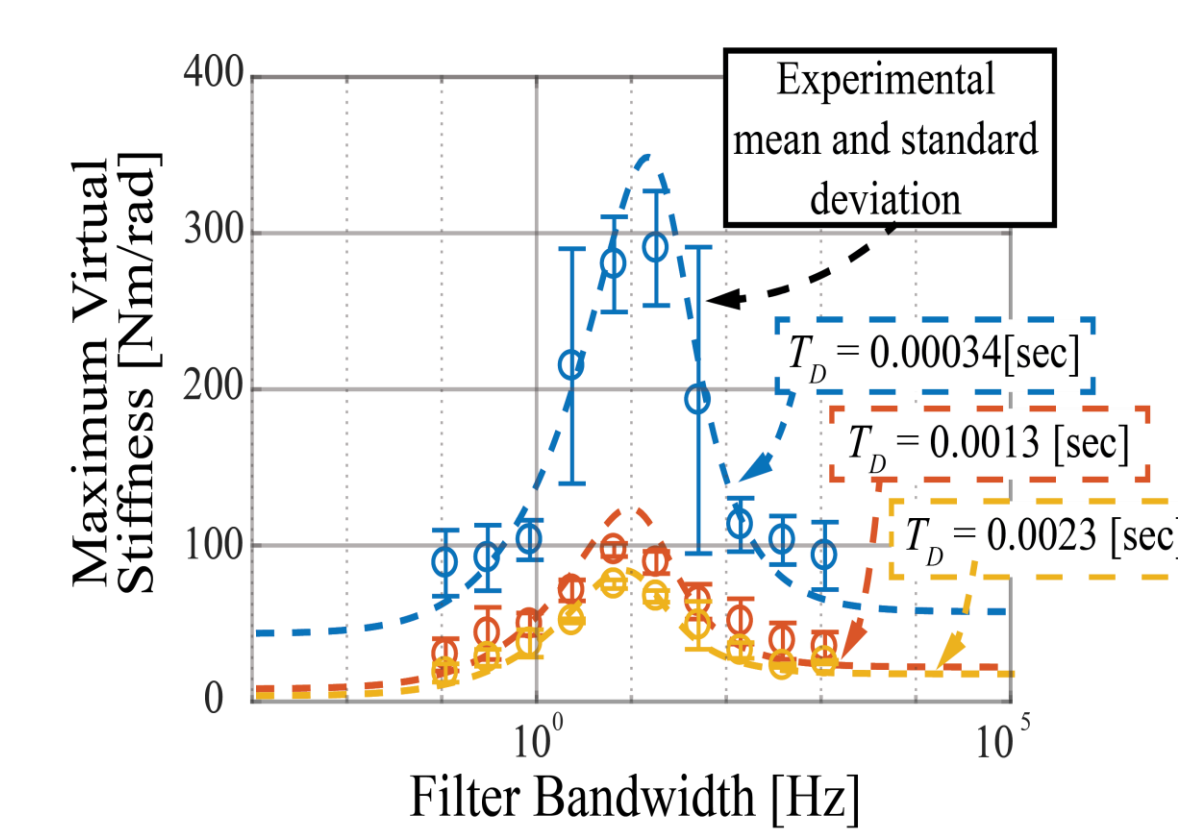 400
300
200
100
0
10^0
10^5
Maximum Virtual
Stiffness [Nm/rad]
Filter Bandwidth [Hz]
Experimental
mean and standard
deviation
T_D = 0.00034[sec]
T_D = 0.0013 [sec]
T_D = 0.0023 [sec]